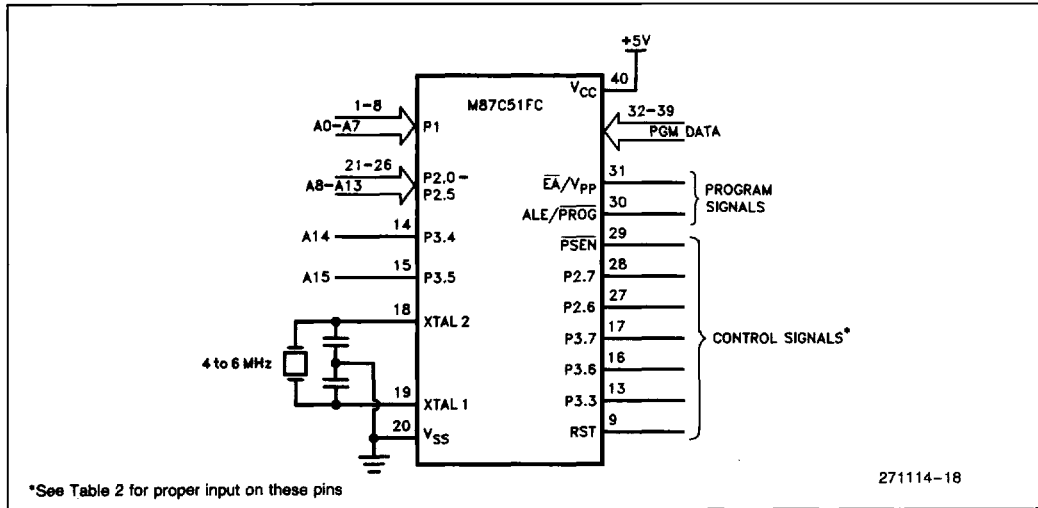 +5V
40
VCC
M87C51FC
1–8
A0–A7
P1
32–39
PGM DATA
21–26
A8–A13
P2.0–
P2.5
31
EA/VPP
PROGRAM
SIGNALS
30
ALE/PROG
14
A14
P3.4
29
PSEN
15
A15
P3.5
28
P2.7
27
P2.6
18
XTAL 2
17
P3.7
CONTROL SIGNALS*
4 to 6 MHz
16
P3.6
19
XTAL 1
13
P3.3
20
VSS
9
RST
271114–18
*See Table 2 for proper input on these pins